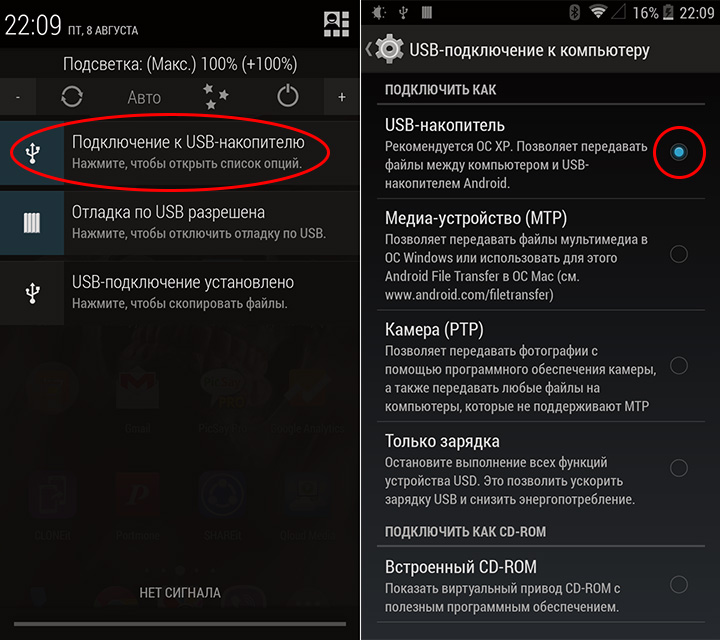 22:09 ПТ, 8 АВГУСТА
Подсветка: (Макс.) 100% (+100%)
- Авто +
Подключение к USB-накопителю
Нажмите, чтобы открыть список опций.
Отладка по USB разрешена
Нажмите, чтобы отключить отладку по USB.
USB-подключение установлено
Нажмите, чтобы скопировать файлы.
Gmail
Google Analytics
CLOSEit
SHAREit
НЕТ СИГНАЛА
16% 22:09
USB-подключение к компьютеру
ПОДКЛЮЧИТЬ КАК
USB-накопитель
Рекомендуется ОС XP. Позволяет передавать
файлы между компьютером и USB-
накопителем Android.
Медиа-устройство (MTP)
Позволяет передавать файлы мультимедиа в
ОС Windows или использовать для этого
Android File Transfer в ОС Mac (см.
www.android.com/filetransfer)
Камера (PTP)
Позволяет передавать фотографии с
помощью программного обеспечения камеры,
а также передавать любые файлы на
компьютеры, которые не поддерживают MTP
Только зарядка
Остановите выполнение всех функций
устройства USD. Это позволить ускорить
зарядку USB и снизить энергопотребление.
ПОДКЛЮЧИТЬ КАК CD-ROM
Встроенный CD-ROM
Показать виртуальный привод CD-ROM с
полезным программным обеспечением.